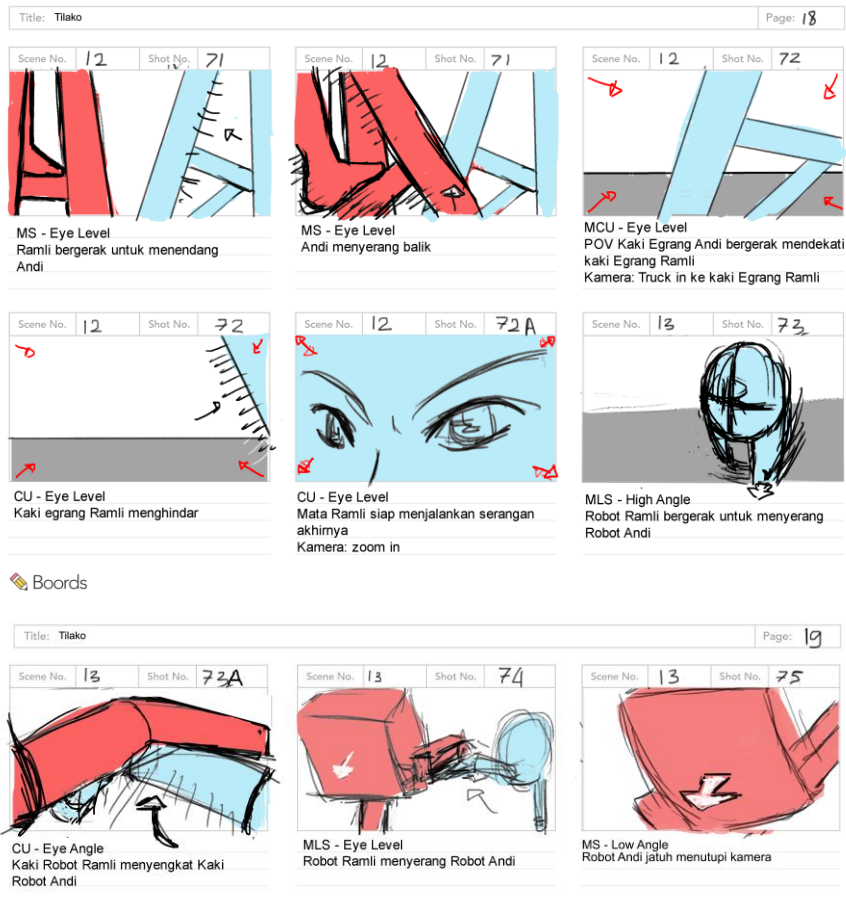 Title: Tilako Page: 18
Scene No. 12 Shot No. 71
Scene No. 12 Shot No. 71
Scene No. 12 Shot No. 72
MS - Eye Level
Ramli bergerak untuk menendang
Andi
MS - Eye Level
Andi menyerang balik
MCU - Eye Level
POV Kaki Egrang Andi bergerak mendekati
kaki Egrang Ramli
Kamera: Truck in ke kaki Egrang Ramli
Scene No. 12 Shot No. 72
Scene No. 12 Shot No. 72A
Scene No. 13 Shot No. 73
CU - Eye Level
Kaki egrang Ramli menghindar
CU - Eye Level
Mata Ramli siap menjalankan serangan
akhirnya
Kamera: zoom in
MLS - High Angle
Robot Ramli bergerak untuk menyerang
Robot Andi
Boords
Title: Tilako Page: 19
Scene No. 13 Shot No. 73A
Scene No. 13 Shot No. 74
Scene No. 13 Shot No. 75
CU - Eye Angle
Kaki Robot Ramli menyengkat Kaki
Robot Andi
MLS - Eye Level
Robot Ramli menyerang Robot Andi
MS - Low Angle
Robot Andi jatuh menutupi kamera